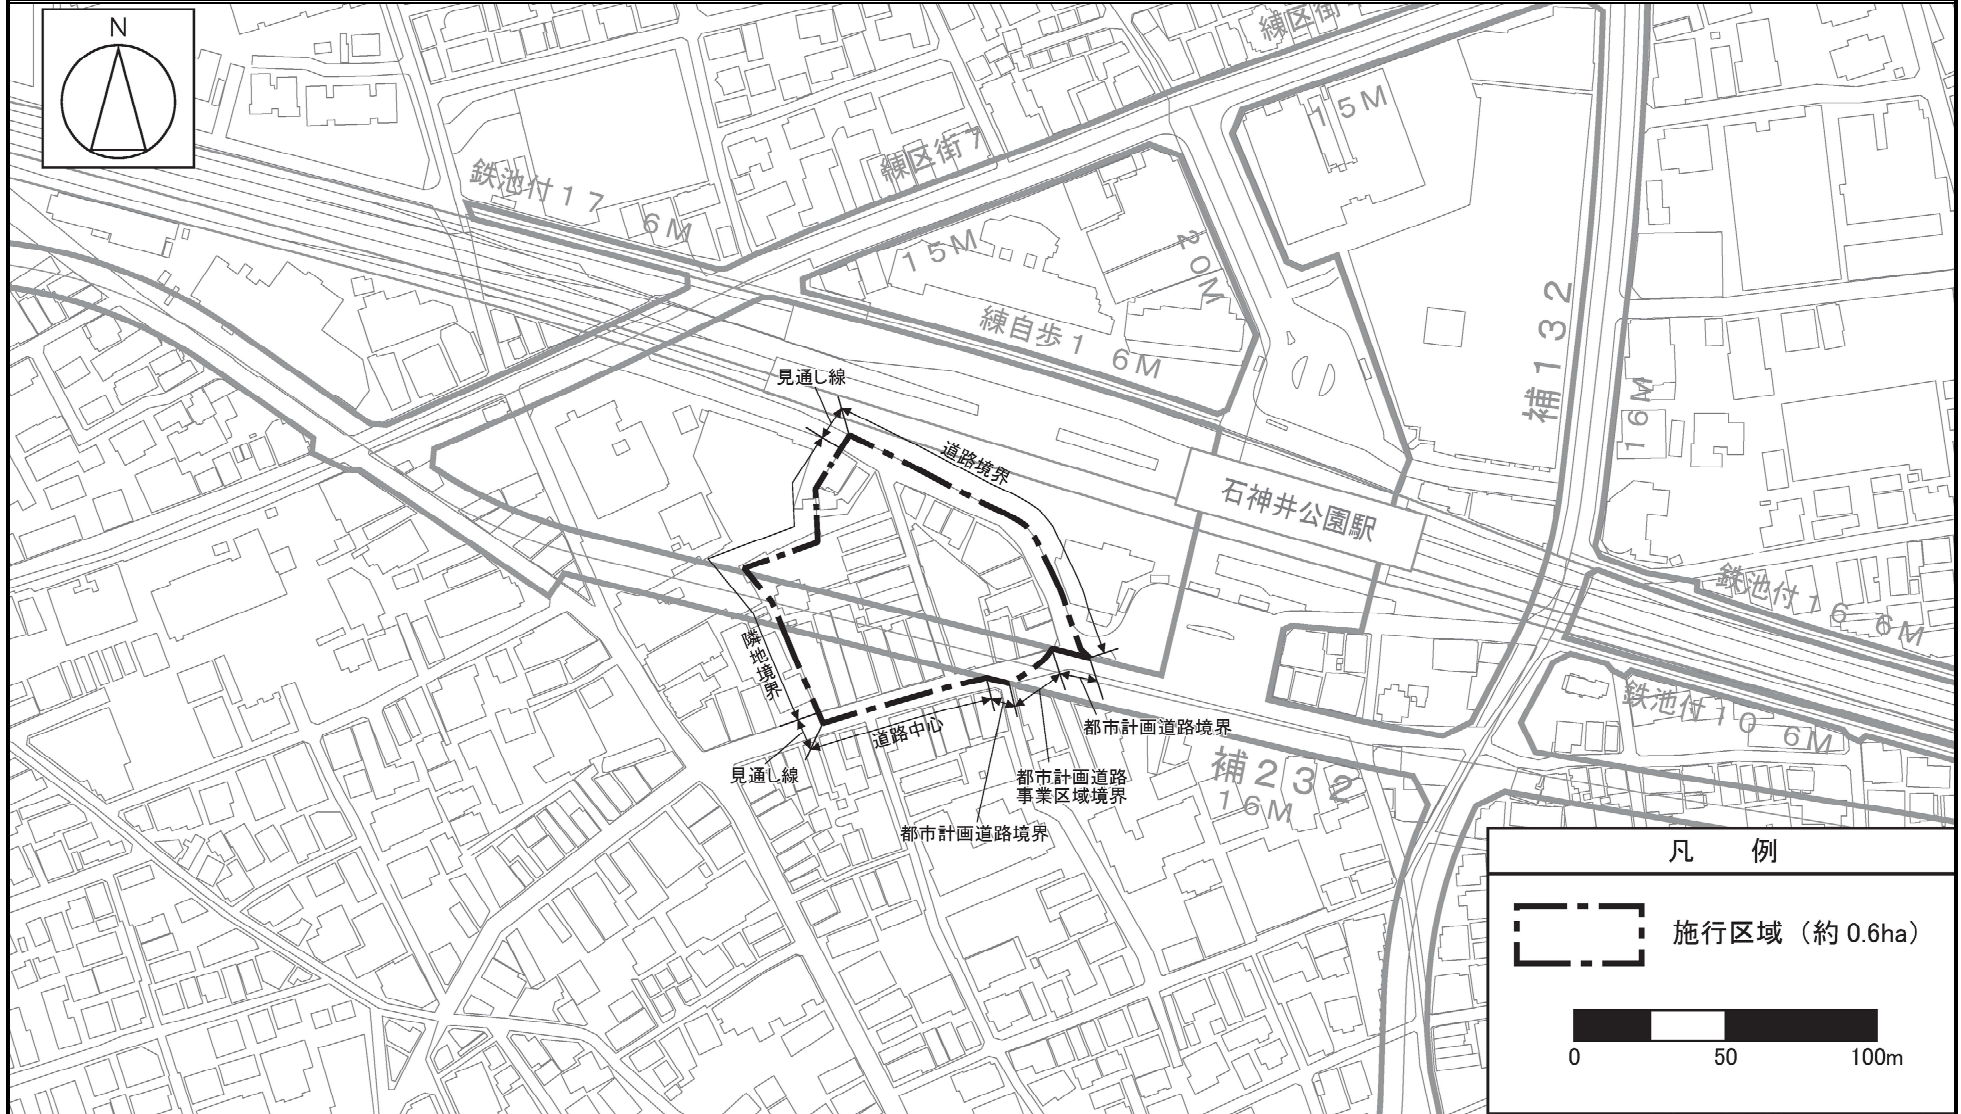 N
練区街
15M
練区街7
鉄池付17 6M
15M
20M
練自歩1 6M
補132
16M
見通し線
道路境界
石神井公園駅
鉄池付16 6M
隣地境界
鉄池付10 6M
道路中心
都市計画道路境界
見通し線
都市計画道路
事業区域境界
補232
16M
都市計画道路境界
凡 例
施行区域(約 0.6ha)
0 50 100m